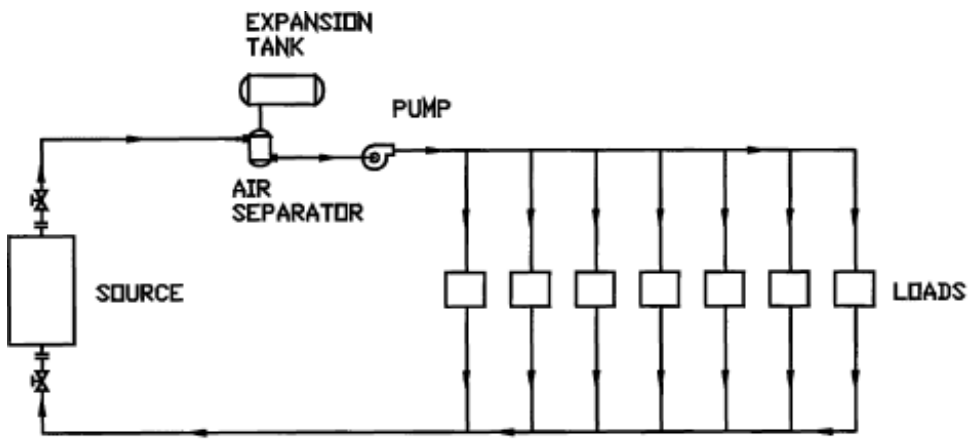 EXPANSION
TANK
PUMP
AIR
SEPARATOR
SOURCE
LOADS